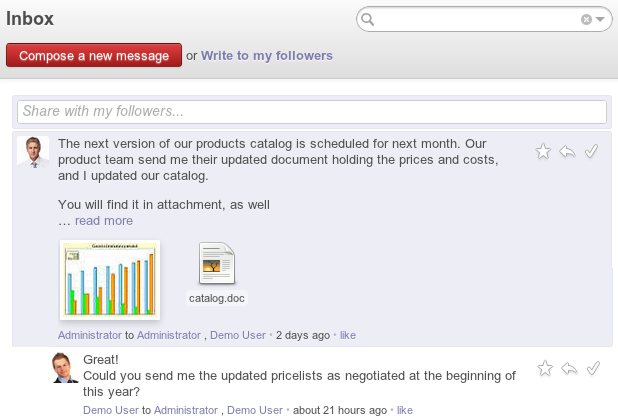 Inbox
Compose a new message or Write to my followers
Share with my followers...
The next version of our products catalog is scheduled for next month. Our
product team send me their updated document holding the prices and costs,
and I updated our catalog.
You will find it in attachment, as well
... read more
catalog.doc
Administrator to Administrator , Demo User · 2 days ago · like
Great!
Could you send me the updated pricelists as negotiated at the beginning of
this year?
Demo User to Administrator , Demo User · about 21 hours ago · like